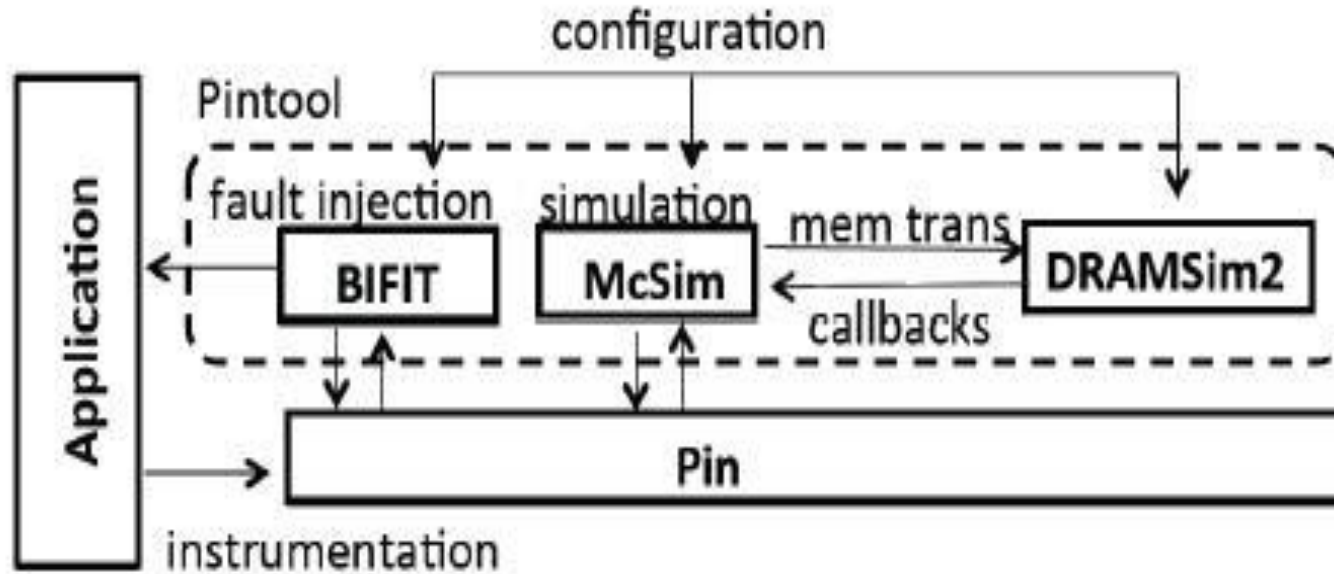 configuration
Pintool
Application
fault injection
simulation
mem trans
BIFIT
McSim
DRAMSim2
callbacks
Pin
instrumentation